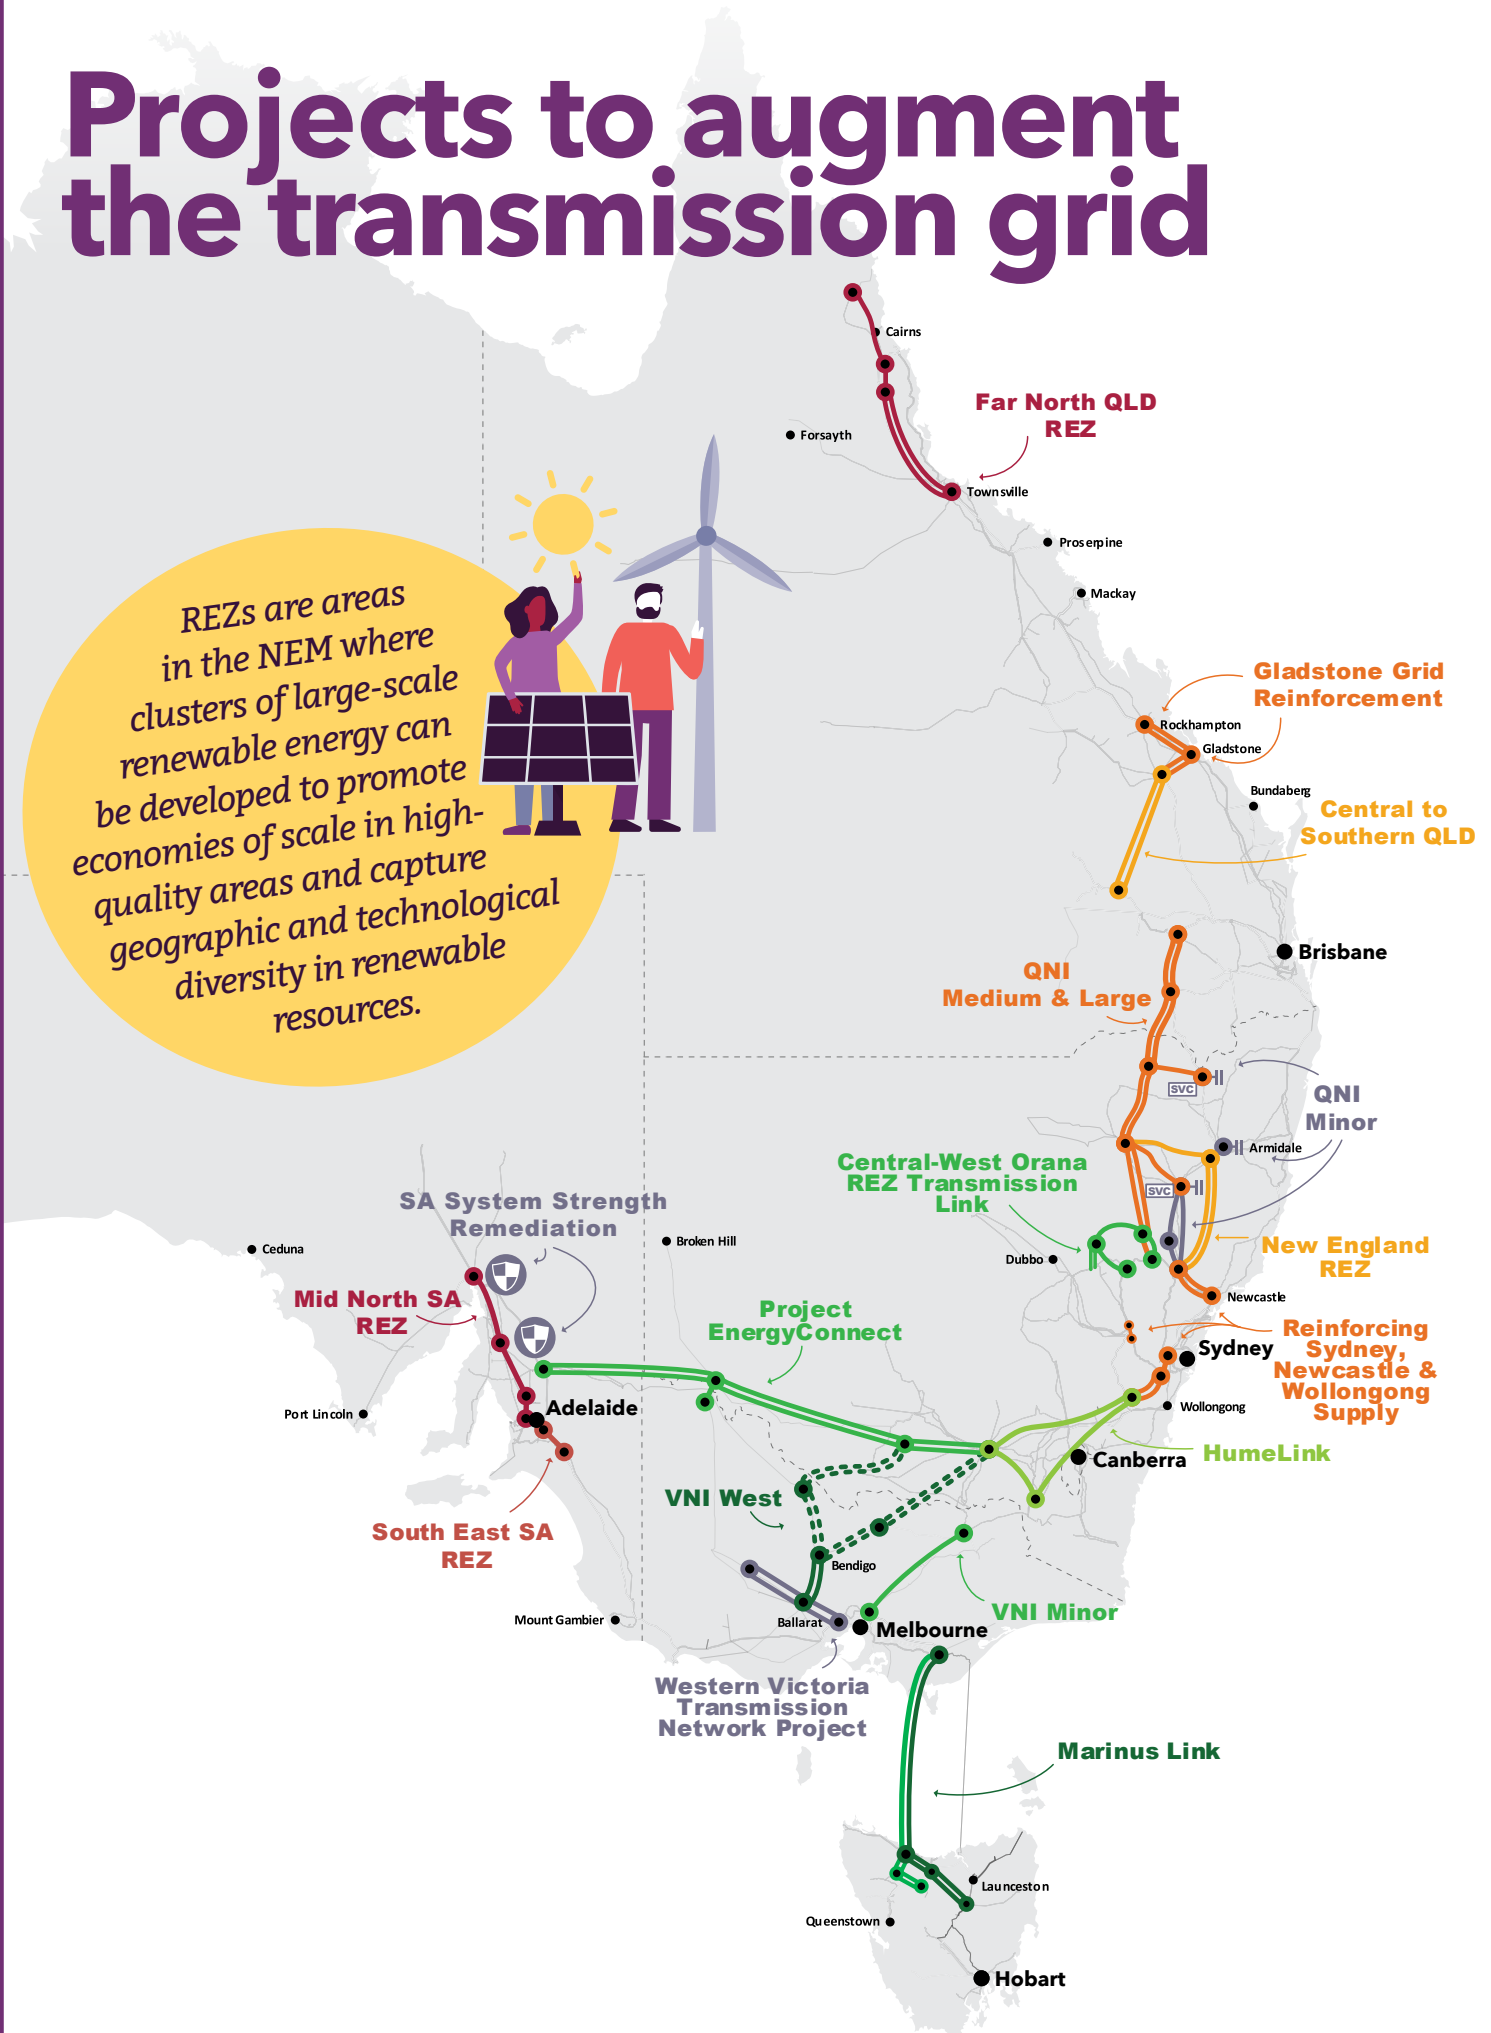 Projects to augment
the transmission grid
Cairns
Far North QLD
REZ
Forsayth
Townsville
Proserpine
Mackay
REZs are areas
in the NEM where
clusters of large-scale
renewable energy can
be developed to promote
economies of scale in high-
quality areas and capture
geographic and technological
diversity in renewable
resources.
Gladstone Grid
Reinforcement
Rockhampton
Gladstone
Bundaberg
Central to
Southern QLD
Brisbane
QNI
Medium & Large
SVC
QNI
Minor
Armidale
Central-West Orana
REZ Transmission
Link
SVC
SA System Strength
Remediation
Ceduna
Broken Hill
Dubbo
New England
REZ
Mid North SA
REZ
Newcastle
Project
EnergyConnect
Reinforcing
Sydney,
Newcastle &
Wollongong
Supply
Sydney
Port Lincoln
Adelaide
Wollongong
HumeLink
Canberra
VNI West
South East SA
REZ
Bendigo
VNI Minor
Mount Gambier
Ballarat
Melbourne
Western Victoria
Transmission
Network Project
Marinus Link
Launceston
Queenstown
Hobart